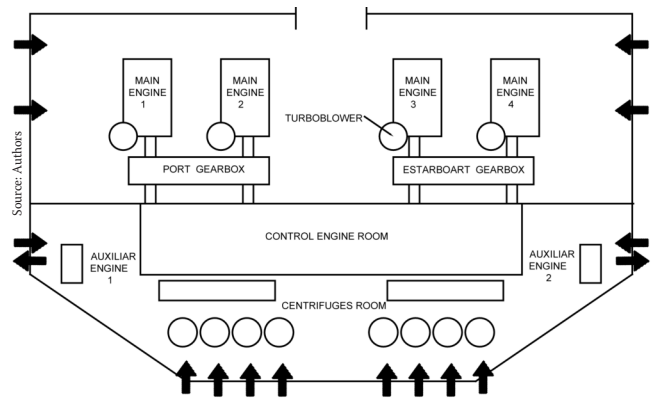 MAIN
ENGINE
1
MAIN
ENGINE
2
MAIN
ENGINE
3
MAIN
ENGINE
4
TURBOBLOWER
PORT GEARBOX
ESTARBOART GEARBOX
Source: Authors
CONTROL ENGINE ROOM
AUXILIAR
ENGINE
1
AUXILIAR
ENGINE
2
CENTRIFUGES ROOM